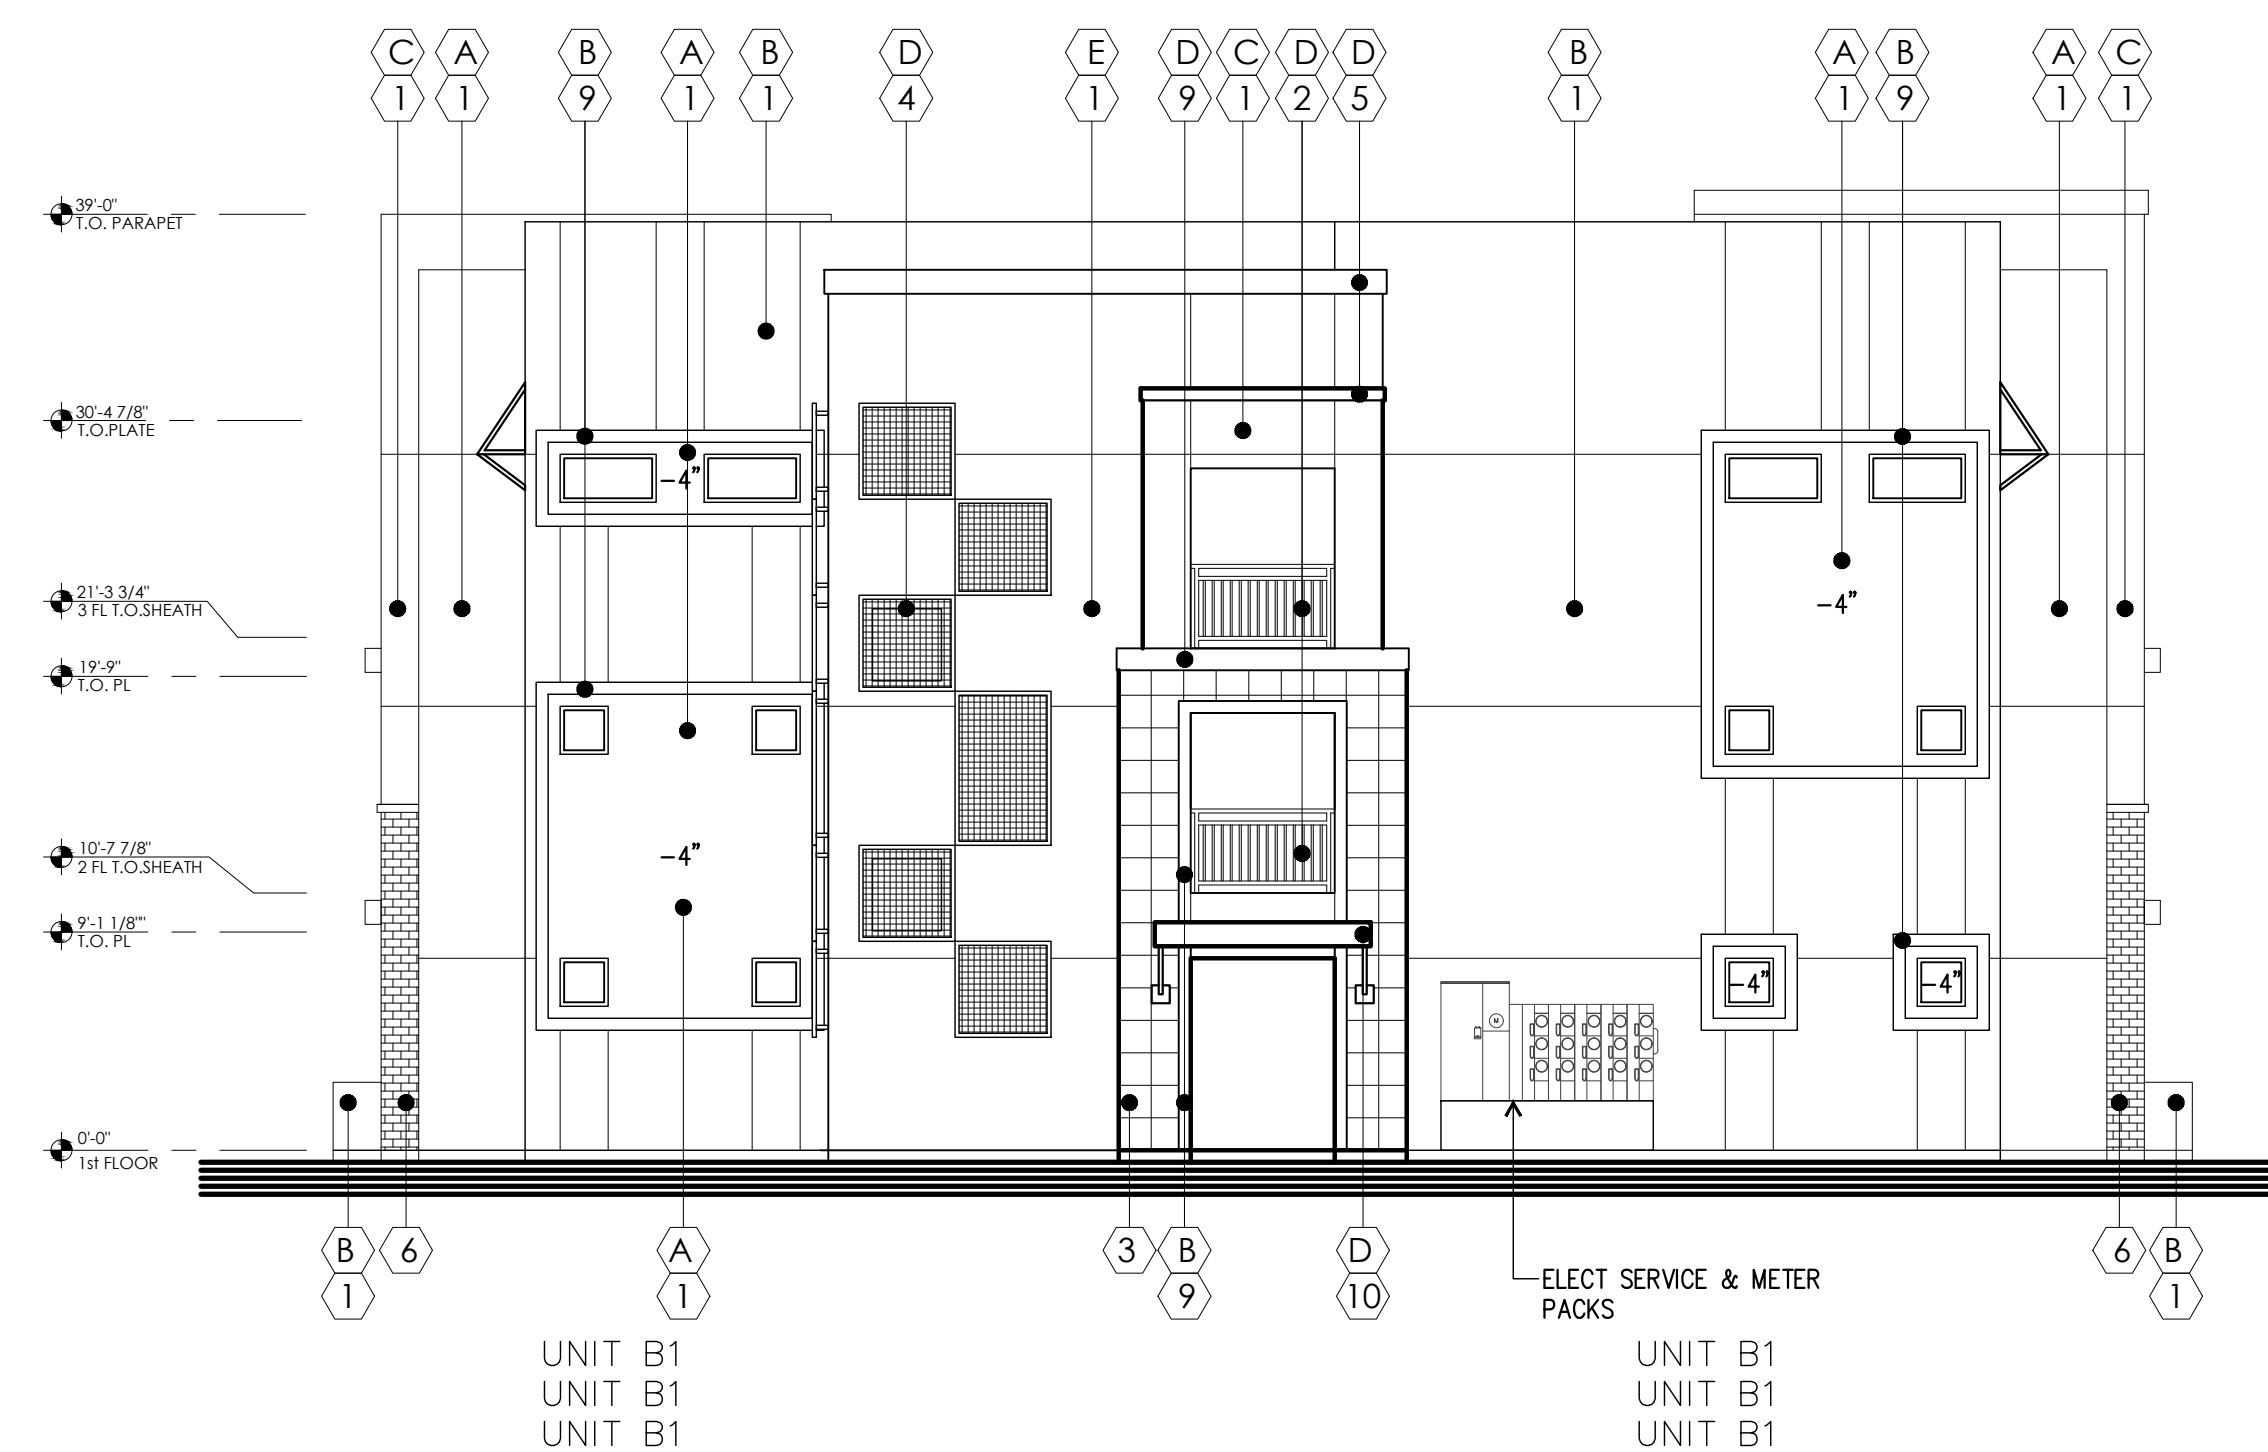 C A B A B D E D C D D B A B A C
1 1 9 1 1 4 1 9 1 2 5 1 1 9 1 1
39'-0"
T.O. PARAPET
30'-4 7/8"
T.O.PLATE
-4"
21'-3 3/4"
3 FL T.O.SHEATH
-4"
19'-9"
T.O. PL
10'-7 7/8"
2 FL T.O.SHEATH
-4"
9'-1 1/8""
T.O. PL
-4" -4"
M
0'-0"
1st FLOOR
B 6 A 3 B D 6 B
1 1 9 10 1
ELECT SERVICE & METER
PACKS
UNIT B1 UNIT B1
UNIT B1 UNIT B1
UNIT B1 UNIT B1